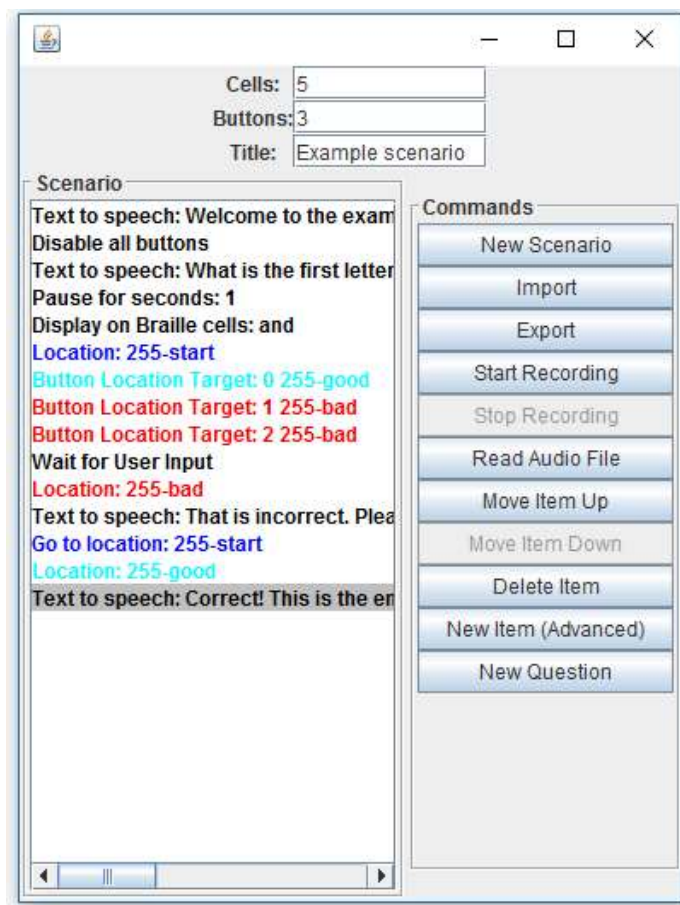 Cells: 5
Buttons: 3
Title: Example scenario
Scenario
Text to speech: Welcome to the exam
Disable all buttons
Text to speech: What is the first letter
Pause for seconds: 1
Display on Braille cells: and
Location: 255-start
Button Location Target: 0 255-good
Button Location Target: 1 255-bad
Button Location Target: 2 255-bad
Wait for User Input
Location: 255-bad
Text to speech: That is incorrect. Plea
Go to location: 255-start
Location: 255-good
Text to speech: Correct! This is the en
Commands
New Scenario
Import
Export
Start Recording
Stop Recording
Read Audio File
Move Item Up
Move Item Down
Delete Item
New Item (Advanced)
New Question